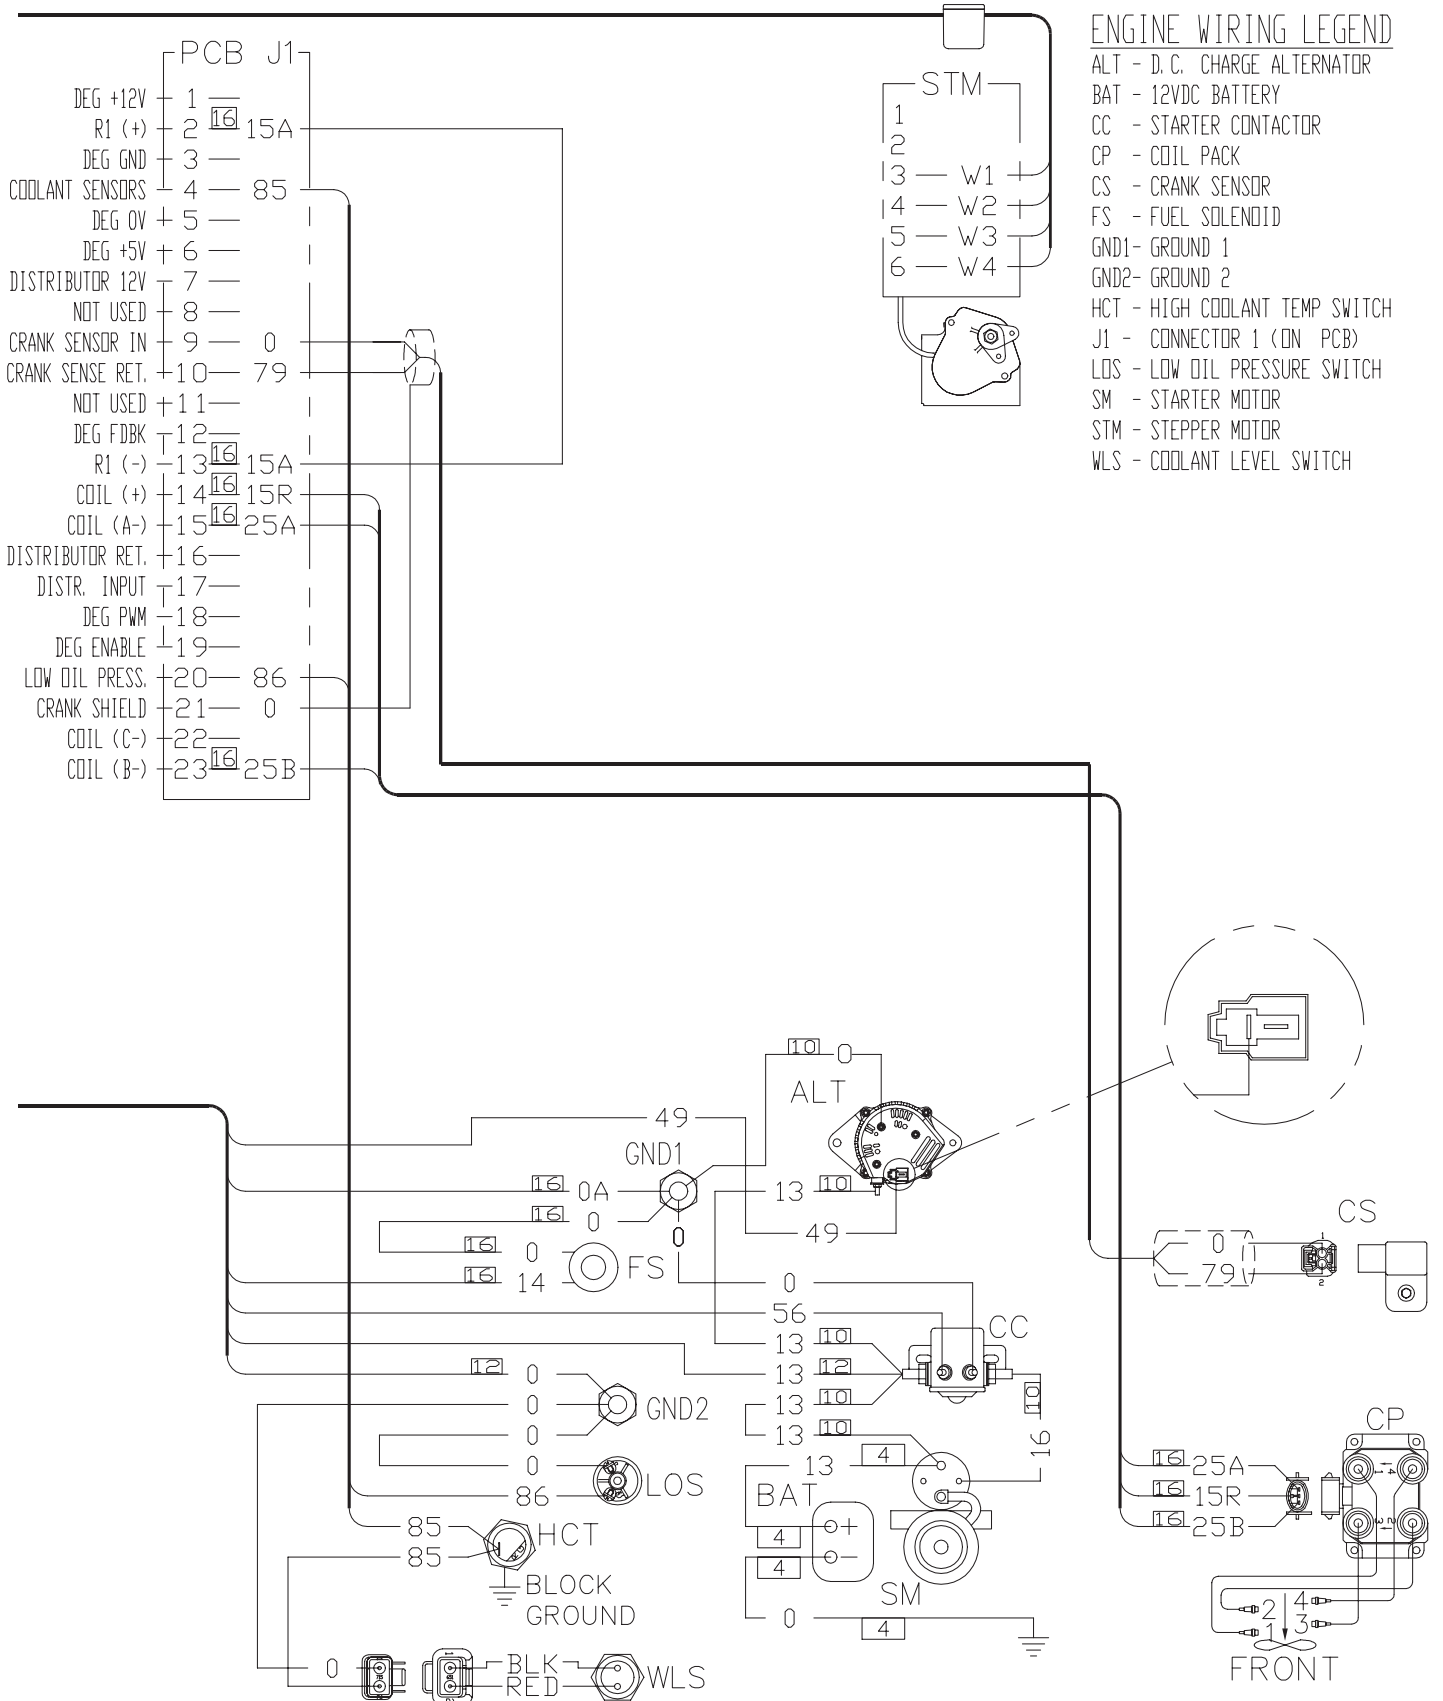 PCB J1
DEG +12V 1
R1 (+) 2 16 15A
DEG GND 3
COOLANT SENSORS 4 85
DEG 0V 5
DEG +5V 6
DISTRIBUTOR 12V 7
NOT USED 8
CRANK SENSOR IN 9 0
CRANK SENSE RET. 10 79
NOT USED 11
DEG FDBK 12
R1 (-) 13 16 15A
COIL (+) 14 16 15R
COIL (A-) 15 16 25A
DISTRIBUTOR RET. 16
DISTR. INPUT 17
DEG PWM 18
DEG ENABLE 19
LOW OIL PRESS. 20 86
CRANK SHIELD 21 0
COIL (C-) 22
COIL (B-) 23 16 25B
STM
1
2
3 W1
4 W2
5 W3
6 W4
ENGINE WIRING LEGEND
ALT - D.C. CHARGE ALTERNATOR
BAT - 12VDC BATTERY
CC - STARTER CONTACTOR
CP - COIL PACK
CS - CRANK SENSOR
FS - FUEL SOLENOID
GND1- GROUND 1
GND2- GROUND 2
HCT - HIGH COOLANT TEMP SWITCH
J1 - CONNECTOR 1 (ON PCB)
LOS - LOW OIL PRESSURE SWITCH
SM - STARTER MOTOR
STM - STEPPER MOTOR
WLS - COOLANT LEVEL SWITCH
10 0
ALT
49
GND1
16 0A
13 10
16 0
0
49
16 0
FS
16 14
0
56
13 10
CC
12 0
13 12
0
GND2
13 10
10
0
13 10
16
0
LOS
13 4
86
BAT
+
4
85
HCT
85
-
4
BLOCK
GROUND
SM
0 4
0
BLK
RED
WLS
CS
0
79
1
2
CP
16 25A
16 15R
16 25B
1 4
3 2
2 4
1 3
FRONT